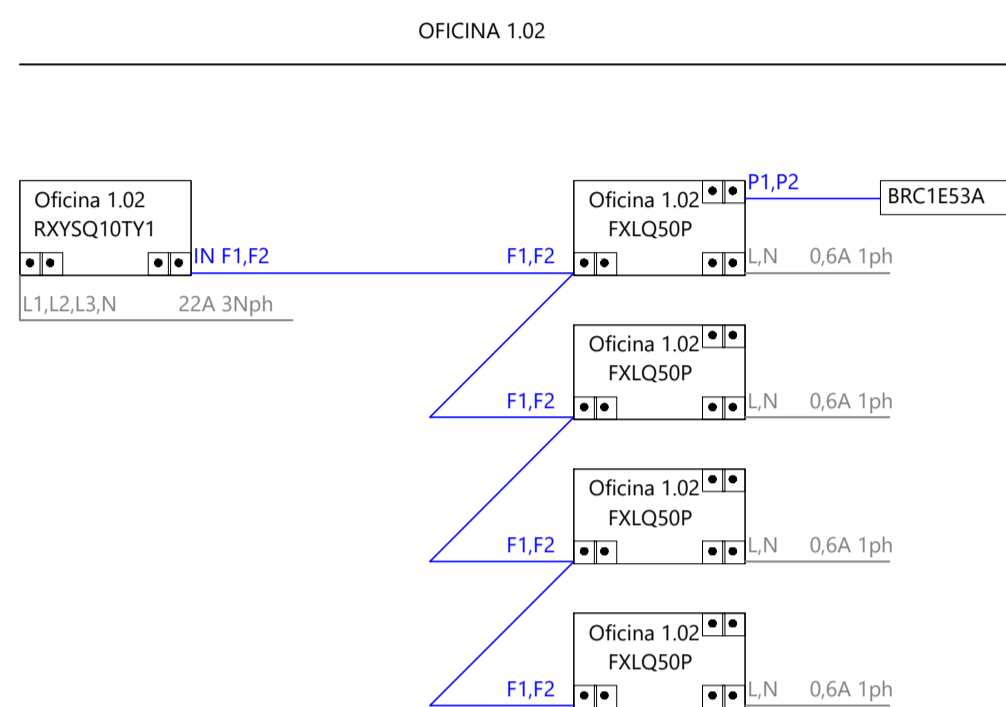 OFICINA 1.02
Oficina 1.02
RXYSQ10TY1
IN F1,F2
L1,L2,L3,N 22A 3Nph
F1,F2
Oficina 1.02
FXLQ50P
P1,P2
BRC1E53A
L,N 0,6A 1ph
F1,F2
Oficina 1.02
FXLQ50P
L,N 0,6A 1ph
F1,F2
Oficina 1.02
FXLQ50P
L,N 0,6A 1ph
F1,F2
Oficina 1.02
FXLQ50P
L,N 0,6A 1ph